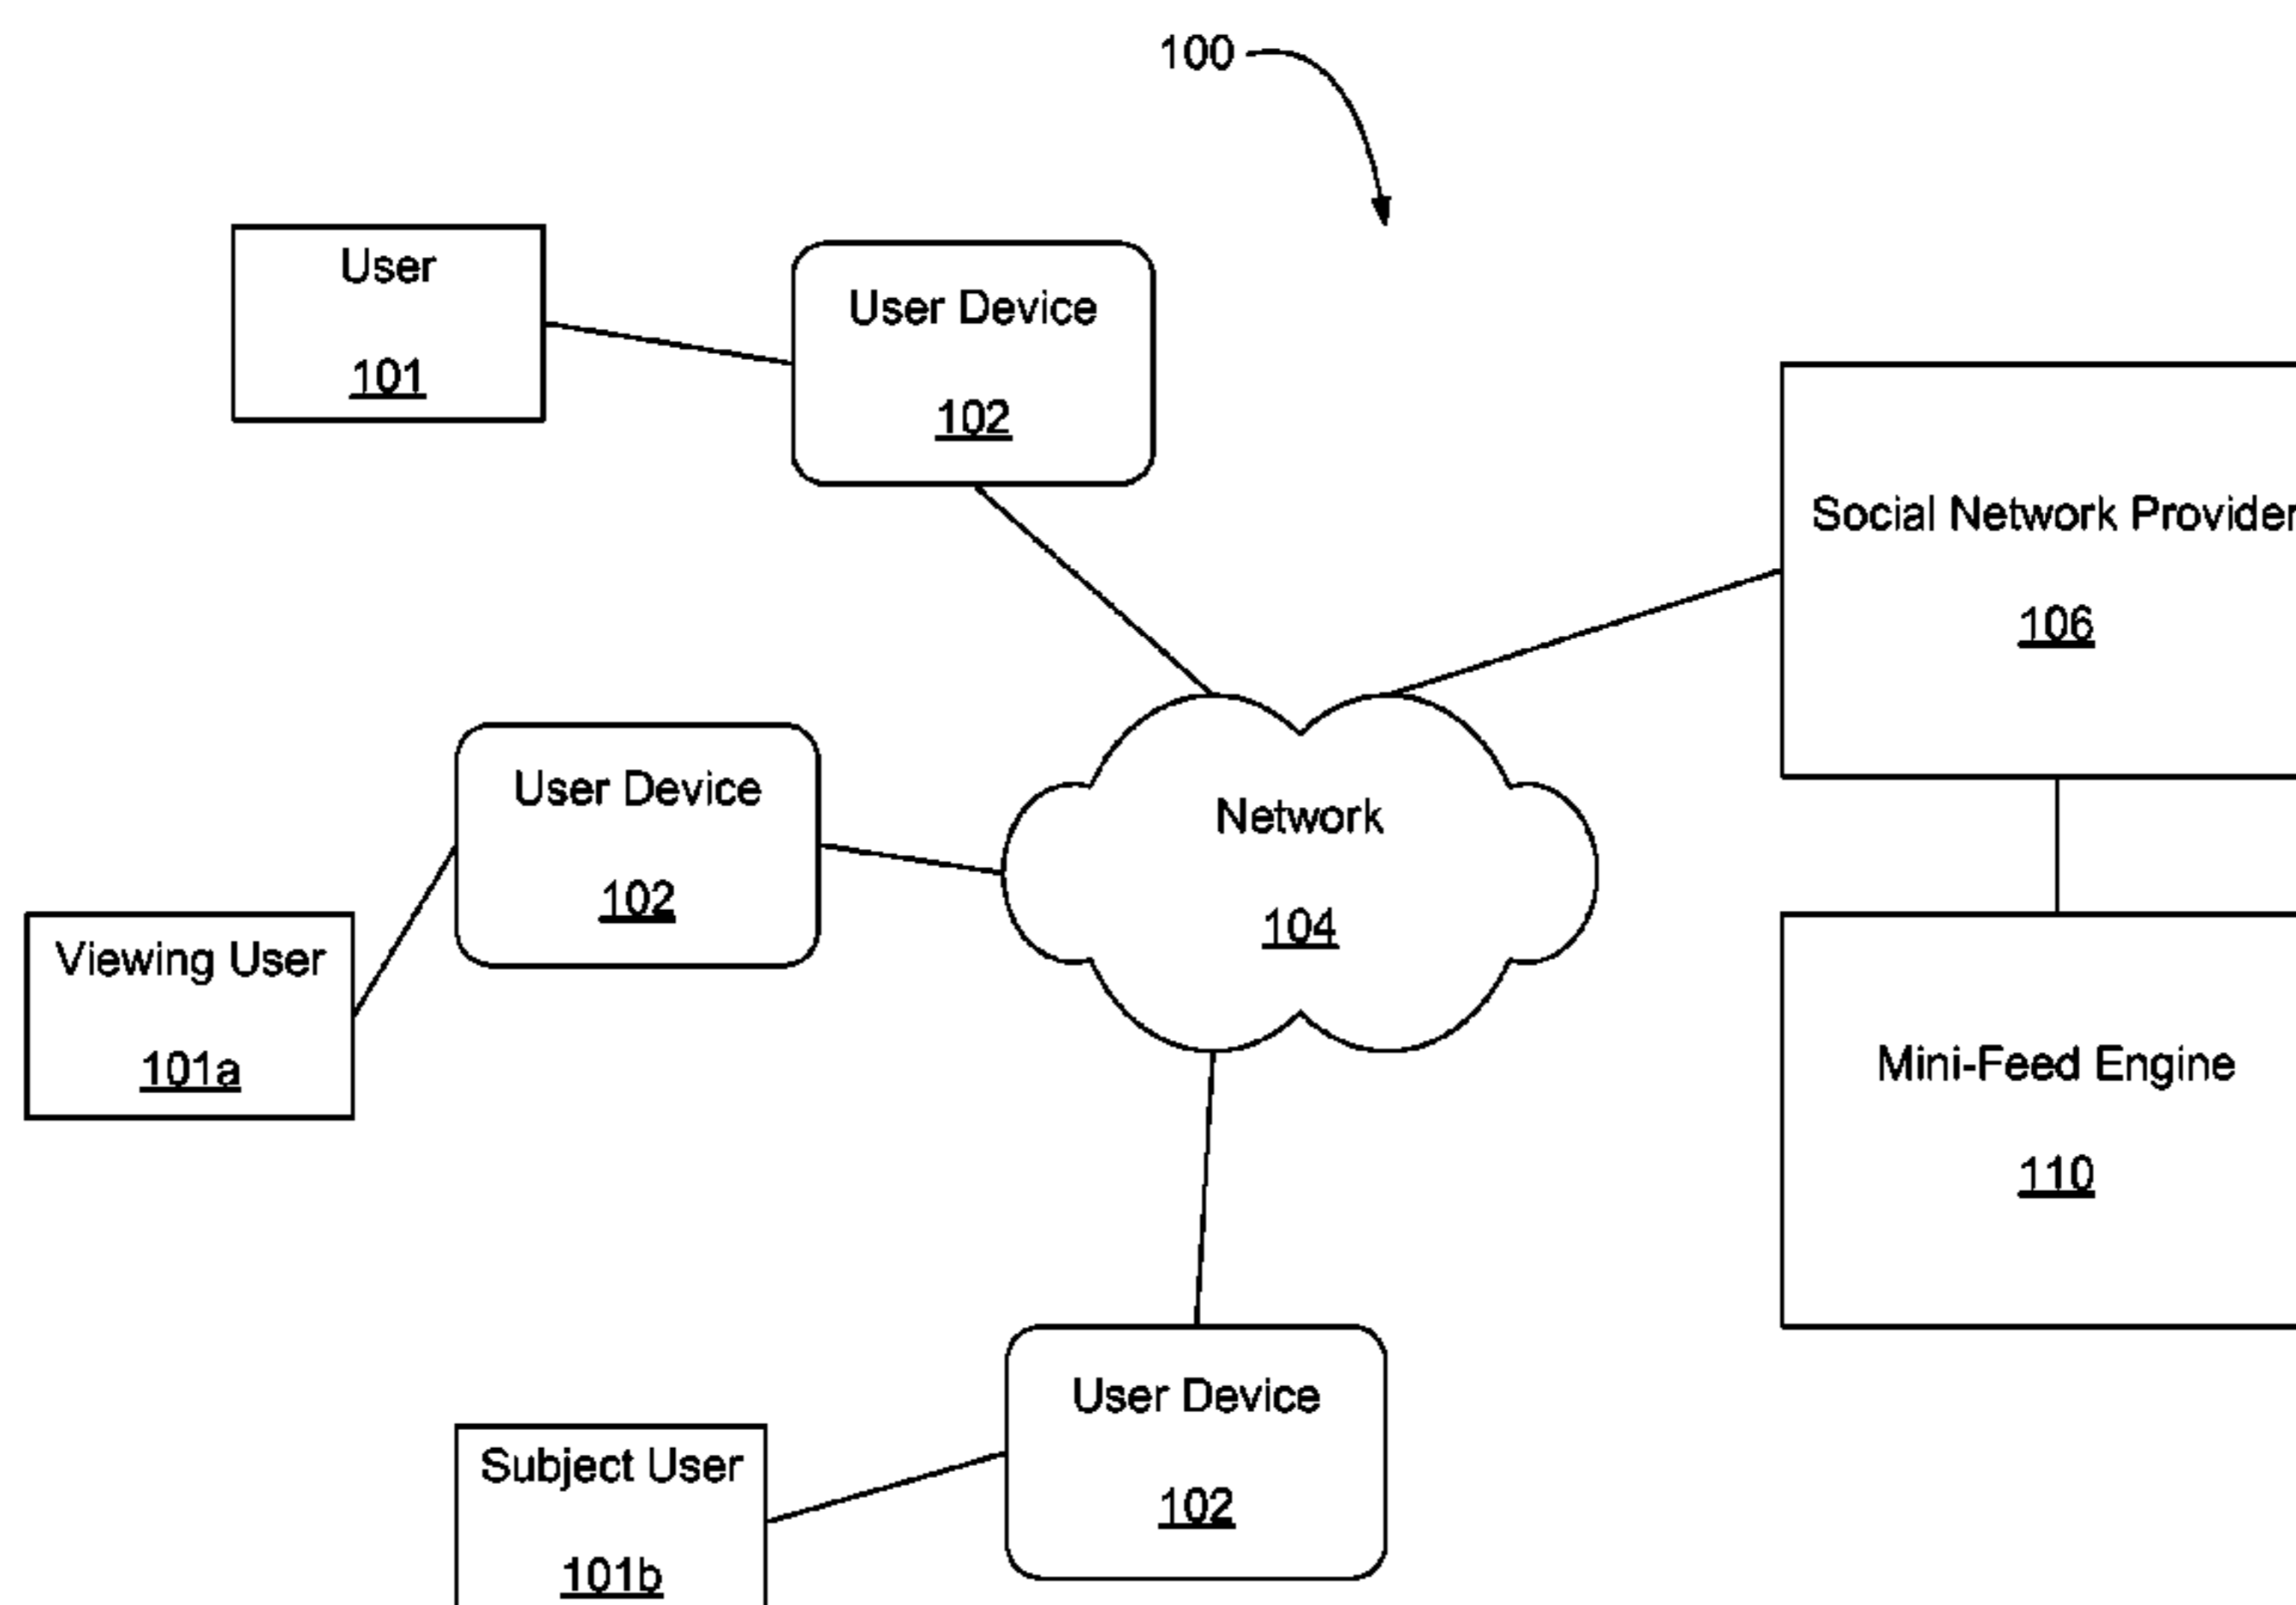 100
User
101
User Device
102
Social Network Provider
106
User Device
102
Network
104
Viewing User
101a
Mini-Feed Engine
110
User Device
102
Subject User
101b